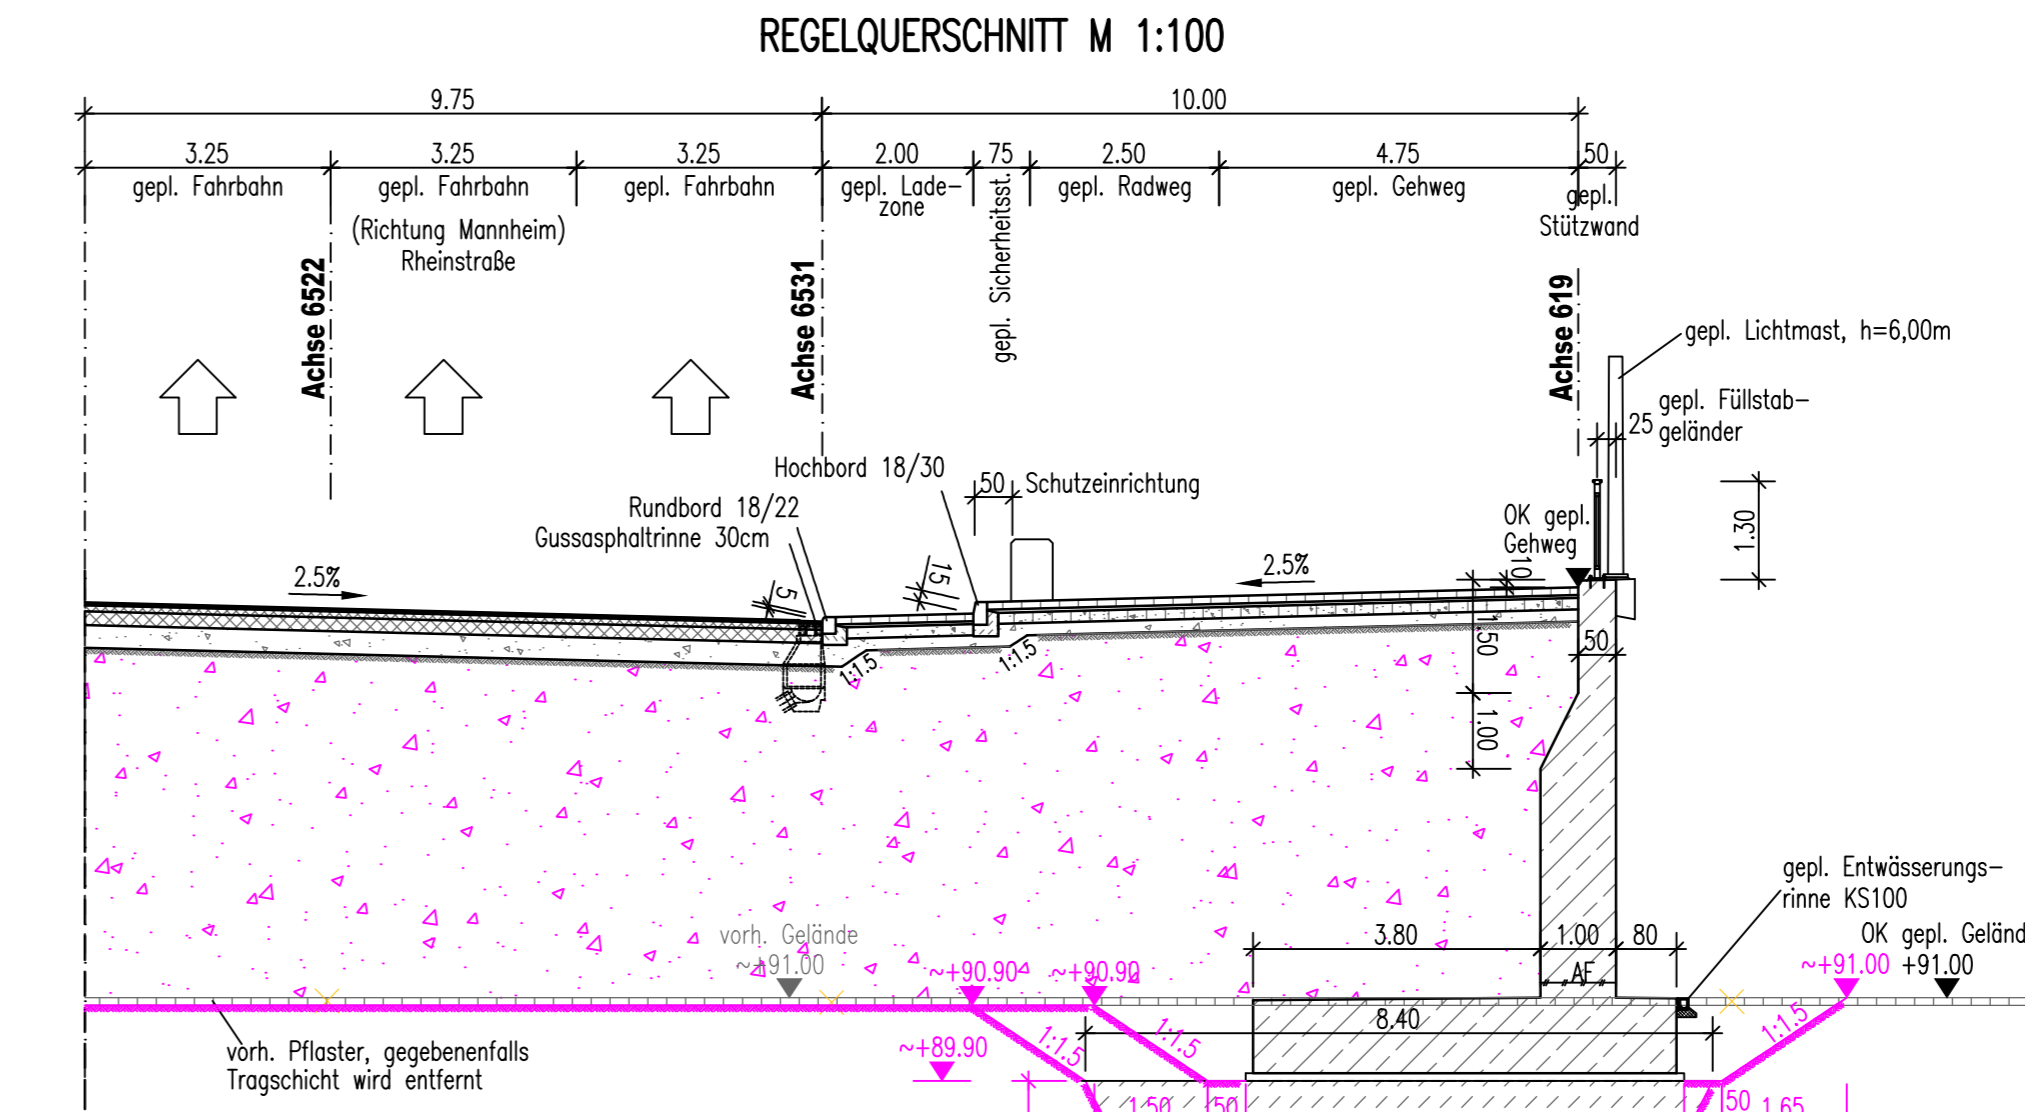 REGELQUERSCHNITT M 1:100
9.75
10.00
3.25
3.25
3.25
2.00
75
2.50
4.75
50
gepl. Fahrbahn
gepl. Fahrbahn
gepl. Fahrbahn
gepl. Lade-
zone
gepl. Sicherheitsst.
gepl. Radweg
gepl. Gehweg
gepl.
Stützwand
(Richtung Mannheim)
Rheinstraße
Achse 6522
Achse 6531
Achse 619
gepl. Lichtmast, h=6,00m
gepl. Füllstab-
geländer
25
1.30
Hochbord 18/30
50
Schutzeinrichtung
Rundbord 18/22
Gussasphaltrinne 30cm
OK gepl.
Gehweg
10
2.5%
5
15
2.5%
1.50
50
1:1.5
1:1.5
1.00
gepl. Entwässerungs-
rinne KS100
vorh. Gelände
~+91.00
~+90.90
~+90.90
3.80
1.00
80
AF
OK gepl. Geländ
~+91.00
+91.00
8.40
1:1.5
1:1.5
1:1.5
~+89.90
vorh. Pflaster, gegebenenfalls
Tragschicht wird entfernt
1.50
50
50
1.65